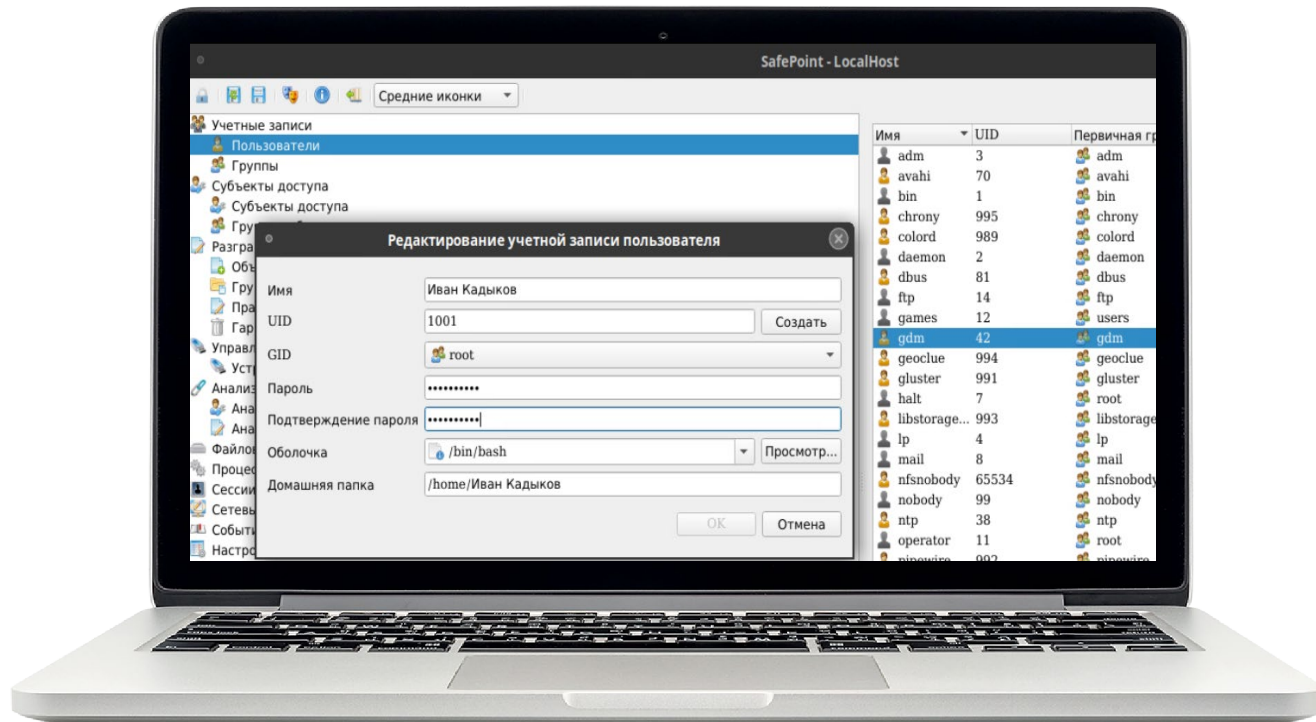 SafePoint - LocalHost
Средние иконки
Учетные записи
Пользователи
Группы
Субъекты доступа
Субъекты доступа
Редактирование учетной записи пользователя
Имя
Иван Кадыков
UID
1001
Создать
GID
root
Пароль
Подтверждение пароля
Оболочка
/bin/bash
Просмотр...
Домашняя папка
/home/Иван Кадыков
OK
Отмена
Имя UID Первичная гр
adm 3 adm
avahi 70 avahi
bin 1 bin
chrony 995 chrony
colord 989 colord
daemon 2 daemon
dbus 81 dbus
ftp 14 ftp
games 12 users
gdm 42 gdm
geoclue 994 geoclue
gluster 991 gluster
halt 7 root
libstorage... 993 libstorage
lp 4 lp
mail 8 mail
nfsnobody 65534 nfsnobody
nobody 99 nobody
ntp 38 ntp
operator 11 root